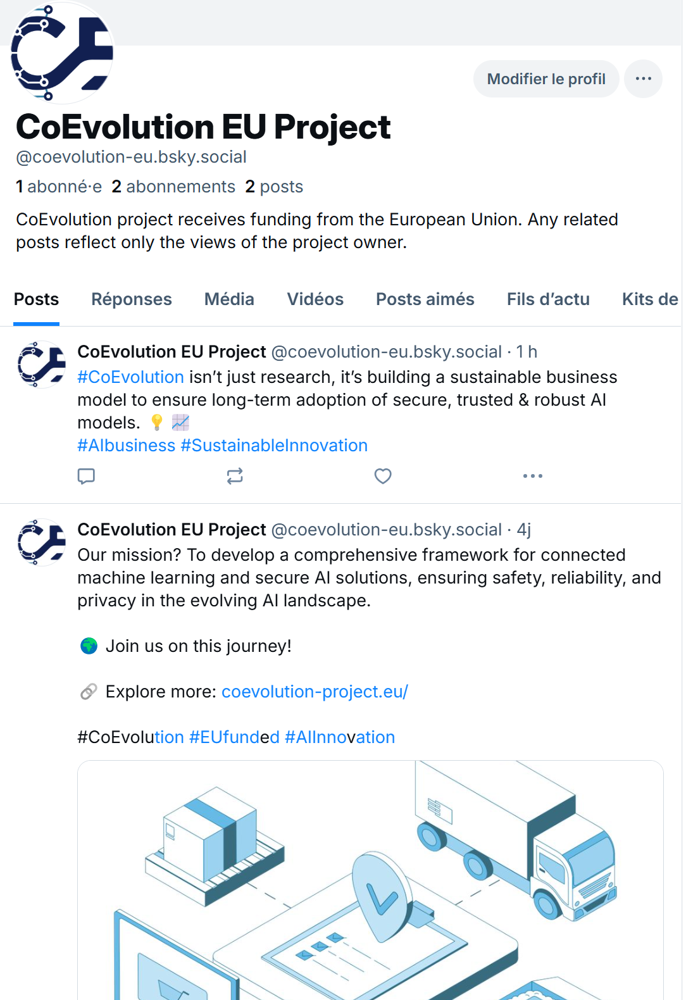 Modifier le profil
CoEvolution EU Project
@coevolution-eu.bsky.social
1 abonné·e 2 abonnements 2 posts
CoEvolution project receives funding from the European Union. Any related
posts reflect only the views of the project owner.
Posts Réponses Média Vidéos Posts aimés Fils d’actu Kits de
CoEvolution EU Project @coevolution-eu.bsky.social · 1 h
#CoEvolution isn’t just research, it’s building a sustainable business
model to ensure long-term adoption of secure, trusted & robust AI
models. 💡 📈
#AIbusiness #SustainableInnovation
CoEvolution EU Project @coevolution-eu.bsky.social · 4j
Our mission? To develop a comprehensive framework for connected
machine learning and secure AI solutions, ensuring safety, reliability, and
privacy in the evolving AI landscape.
🌍 Join us on this journey!
🔗 Explore more: coevolution-project.eu/
#CoEvolution #EUfunded #AIInnovation